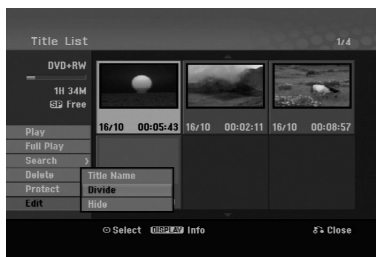 Title List
1/4
DVD+RW
1H 34M
SP Free
16/10 00:05:43 16/10 00:02:11 16/10 00:08:57
Play
Full Play
Search
Delete
Protect
Edit
Title Name
Divide
Hide
Select DISPLAY Info
Close